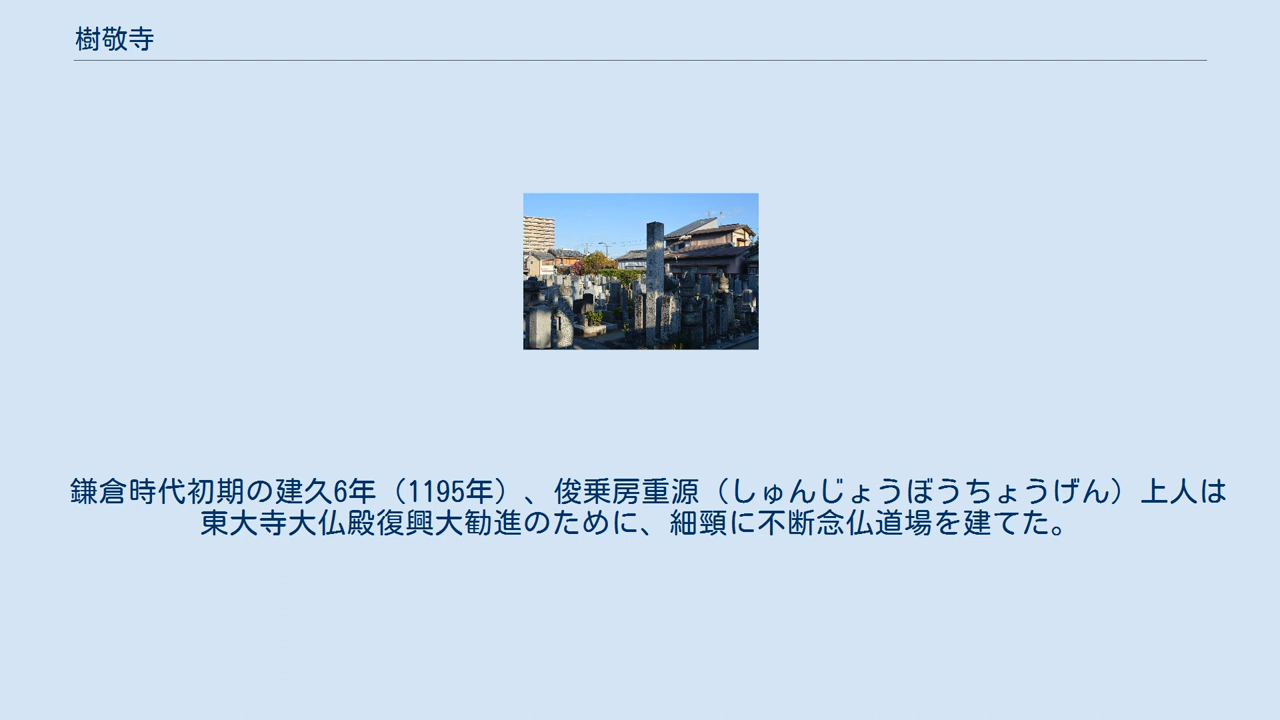 樹敬寺
鎌倉時代初期の建久6年（1195年）、俊乗房重源（しゅんじょうぼうちょうげん）上人は
東大寺大仏殿復興大勧進のために、細頸に不断念仏道場を建てた。